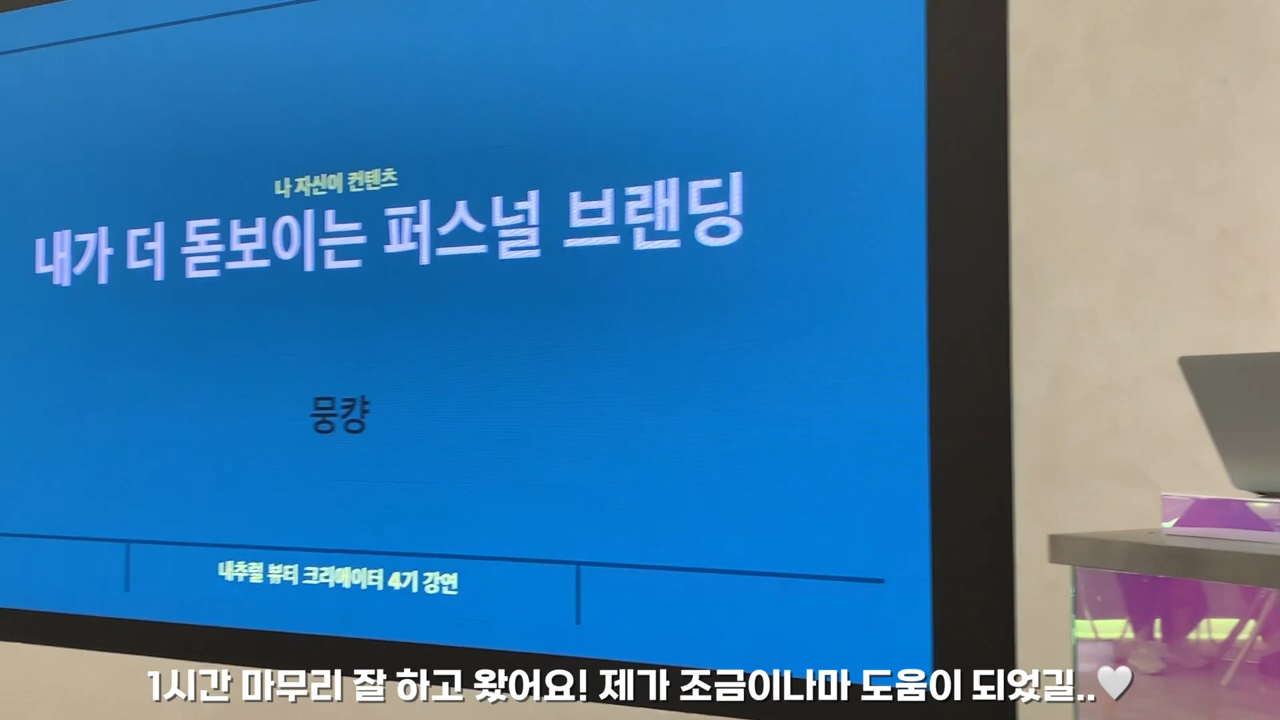 나 자신이 컨텐츠
내가 더 돋보이는 퍼스널 브랜딩
뭉컁
내추럴 뷰티 크리에이터 4기 강연
1시간 마무리 잘 하고 왔어요! 제가 조금이나마 도움이 되었길..🤍